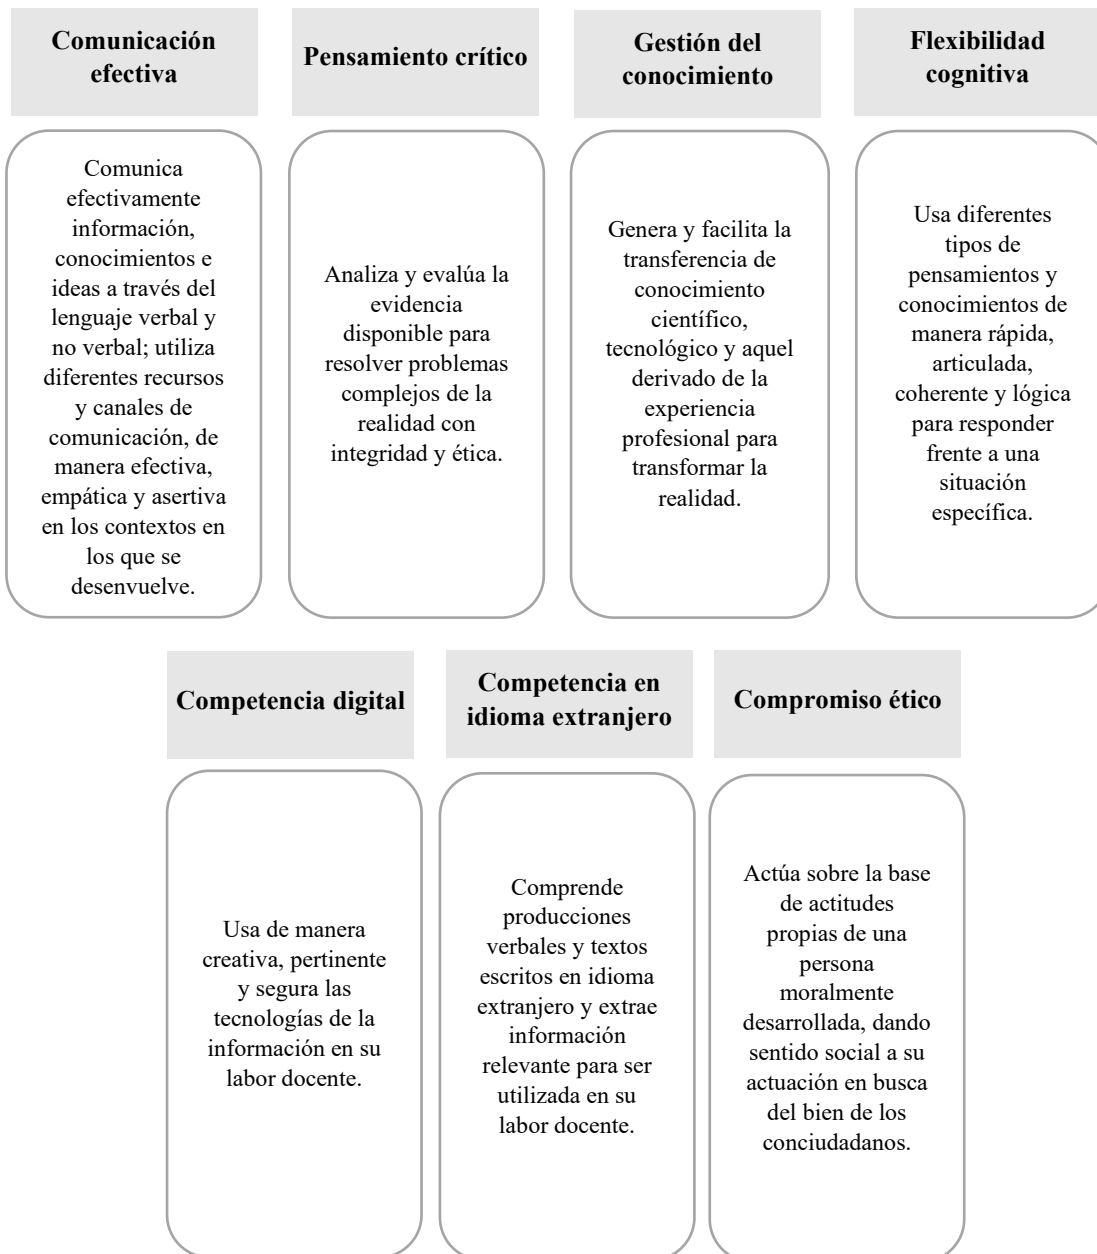 Comunicación
efectiva
Comunica
efectivamente
información,
conocimientos e
ideas a través del
lenguaje verbal y
no verbal; utiliza
diferentes recursos
y canales de
comunicación, de
manera efectiva,
empática y asertiva
en los contextos en
los que se
desenvuelve.
Pensamiento crítico
Analiza y evalúa la
evidencia
disponible para
resolver problemas
complejos de la
realidad con
integridad y ética.
Gestión del
conocimiento
Genera y facilita la
transferencia de
conocimiento
científico,
tecnológico y aquel
derivado de la
experiencia
profesional para
transformar la
realidad.
Flexibilidad
cognitiva
Usa diferentes
tipos de
pensamientos y
conocimientos de
manera rápida,
articulada,
coherente y lógica
para responder
frente a una
situación
específica.
Competencia digital
Usa de manera
creativa, pertinente
y segura las
tecnologías de la
información en su
labor docente.
Competencia en
idioma extranjero
Comprende
producciones
verbales y textos
escritos en idioma
extranjero y extrae
información
relevante para ser
utilizada en su
labor docente.
Compromiso ético
Actúa sobre la base
de actitudes
propias de una
persona
moralmente
desarrollada, dando
sentido social a su
actuación en busca
del bien de los
conciudadanos.